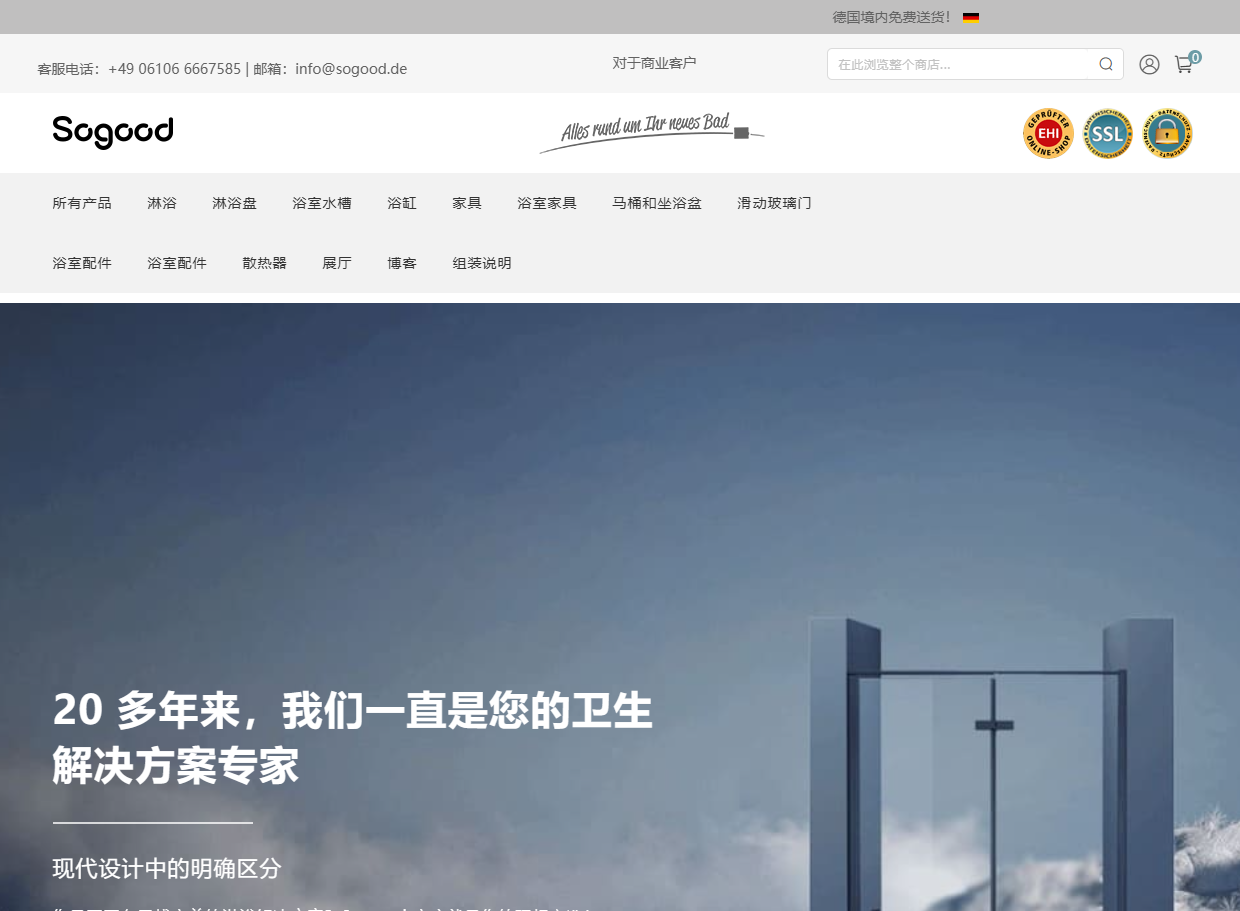 德国境内免费送货！
客服电话：+49 06106 6667585 | 邮箱：info@sogood.de
对于商业客户
在此浏览整个商店...
0
Sogood
Alles rund um Ihr neues Bad
GEPRÜFTER EHI ONLINE-SHOP
DATENSICHERHEIT SSL DATENSICHERHEIT
DATENSCHUTZ
所有产品 淋浴 淋浴盘 浴室水槽 浴缸 家具 浴室家具 马桶和坐浴盆 滑动玻璃门
浴室配件 浴室配件 散热器 展厅 博客 组装说明
20 多年来，我们一直是您的卫生
解决方案专家
现代设计中的明确区分